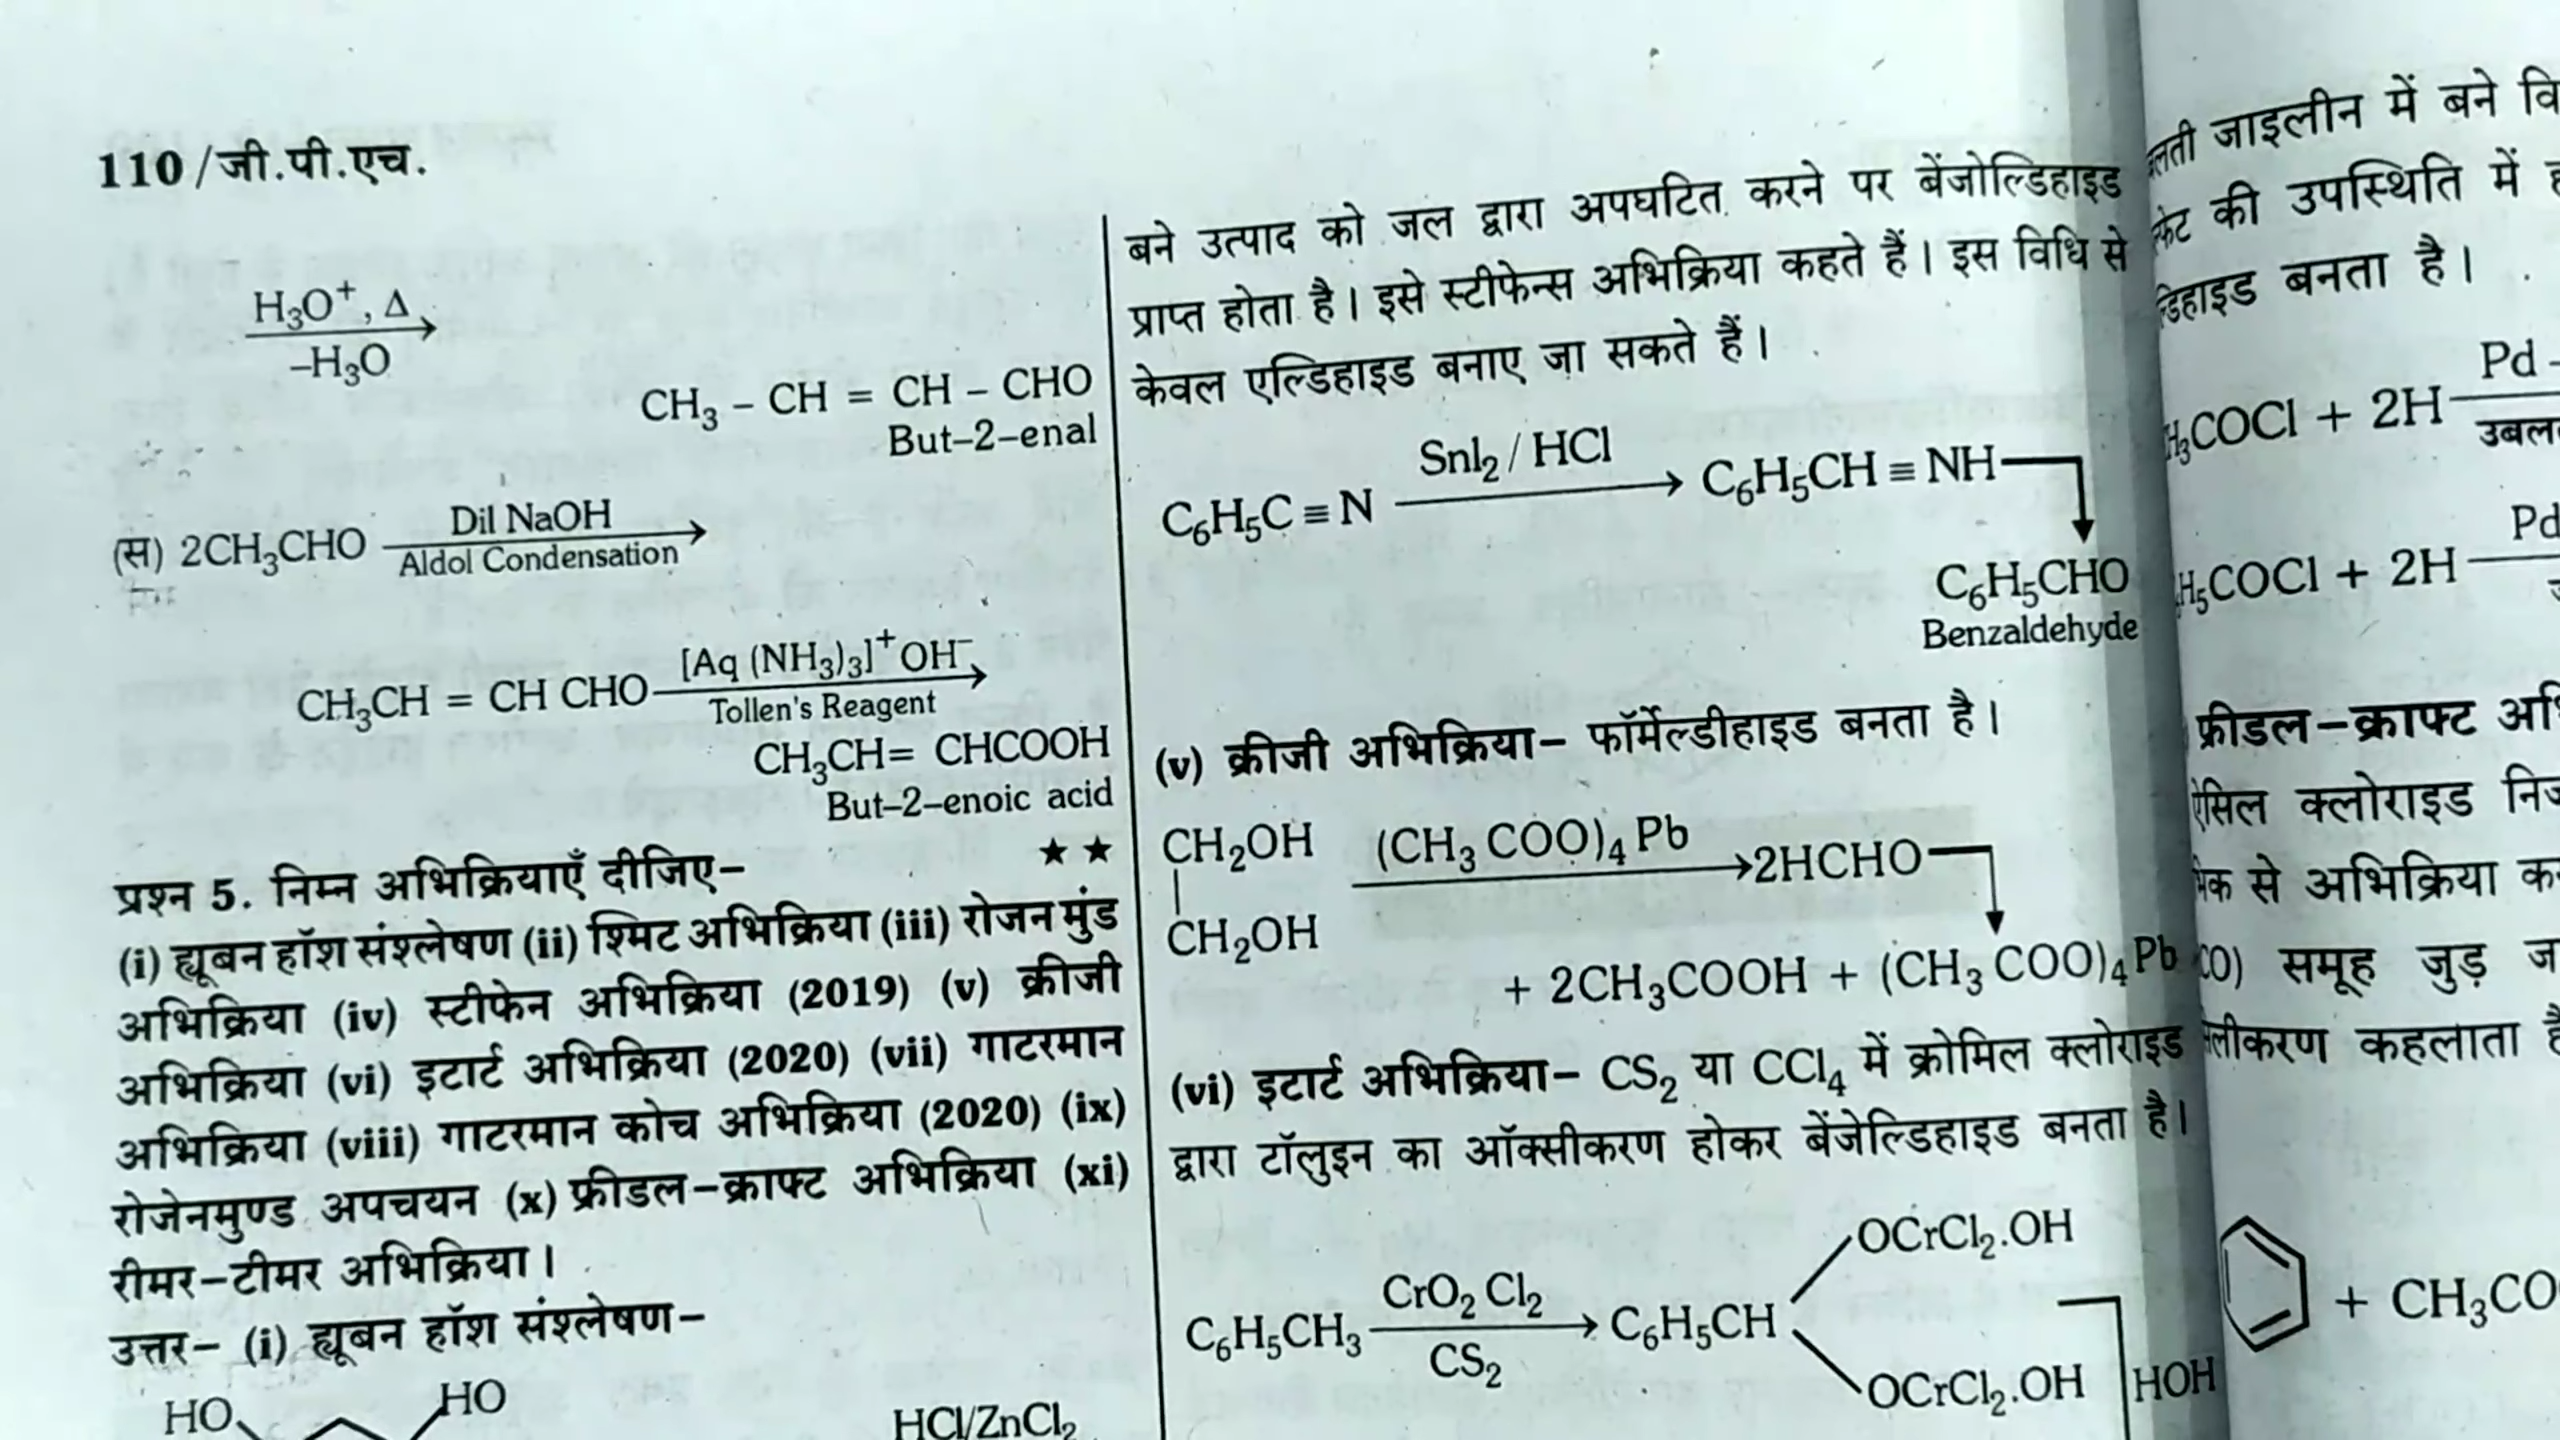 110/जी.पी.एच.
H₃O⁺, Δ
–H₃O
CH₃ – CH = CH – CHO
But–2–enal
(स) 2CH₃CHO Dil NaOH
Aldol Condensation
CH₃CH = CH CHO [Aq (NH₃)₃]⁺OH⁻
Tollen's Reagent
CH₃CH= CHCOOH
But–2–enoic acid
★ ★
प्रश्न 5. निम्न अभिक्रियाएँ दीजिए–
(i) ह्यूबन हॉश संश्लेषण (ii) श्मिट अभिक्रिया (iii) रोजन मुंड
अभिक्रिया (iv) स्टीफेन अभिक्रिया (2019) (v) क्रीजी
अभिक्रिया (vi) इटार्ट अभिक्रिया (2020) (vii) गाटरमान
अभिक्रिया (viii) गाटरमान कोच अभिक्रिया (2020) (ix)
रोजेनमुण्ड अपचयन (x) फ्रीडल–क्राफ्ट अभिक्रिया (xi)
रीमर–टीमर अभिक्रिया।
उत्तर– (i) ह्यूबन हॉश संश्लेषण–
HO HO
HCl/ZnCl₂
बने उत्पाद को जल द्वारा अपघटित करने पर बेंजोल्डिहाइड
प्राप्त होता है। इसे स्टीफेन्स अभिक्रिया कहते हैं। इस विधि से
केवल एल्डिहाइड बनाए जा सकते हैं।
C₆H₅C ≡ N SnI₂ / HCl → C₆H₅CH ≡ NH
C₆H₅CHO
Benzaldehyde
(v) क्रीजी अभिक्रिया– फॉर्मेल्डीहाइड बनता है।
CH₂OH (CH₃ COO)₄ Pb → 2HCHO
|
CH₂OH
+ 2CH₃COOH + (CH₃ COO)₄ Pb
(vi) इटार्ट अभिक्रिया– CS₂ या CCl₄ में क्रोमिल क्लोराइड
द्वारा टॉलुइन का ऑक्सीकरण होकर बेंजेल्डिहाइड बनता है।
OCrCl₂.OH
C₆H₅CH₃ CrO₂ Cl₂ → C₆H₅CH
CS₂
OCrCl₂.OH HOH
जाइलीन में बने
की उपस्थिति में
बनता है।
Pd –
COCl + 2H
Pd
H₅COCl + 2H
फ्रीडल–क्राफ्ट
क्लोराइड
से अभिक्रिया
CO) समूह जुड़
कहलाता
+ CH₃CO